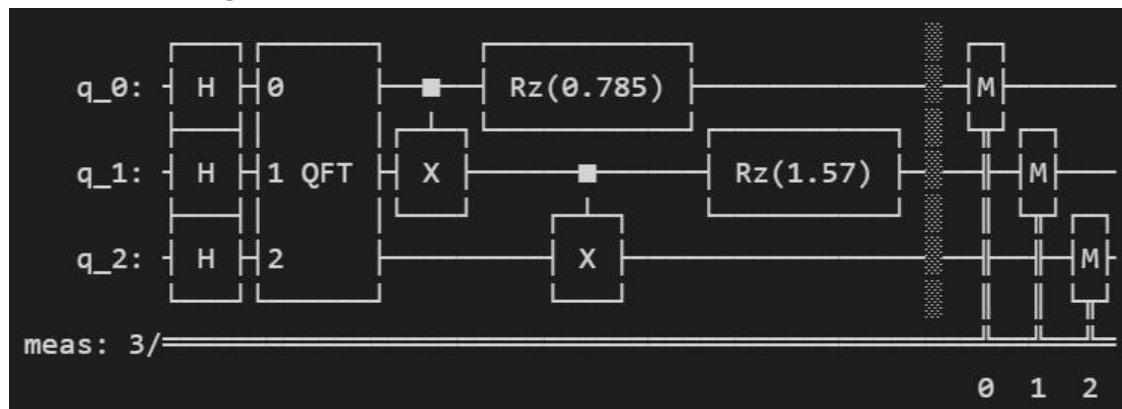 q_0: H 0 Rz(0.785) M
q_1: H 1 QFT X Rz(1.57) M
q_2: H 2 X M
meas: 3/
0 1 2